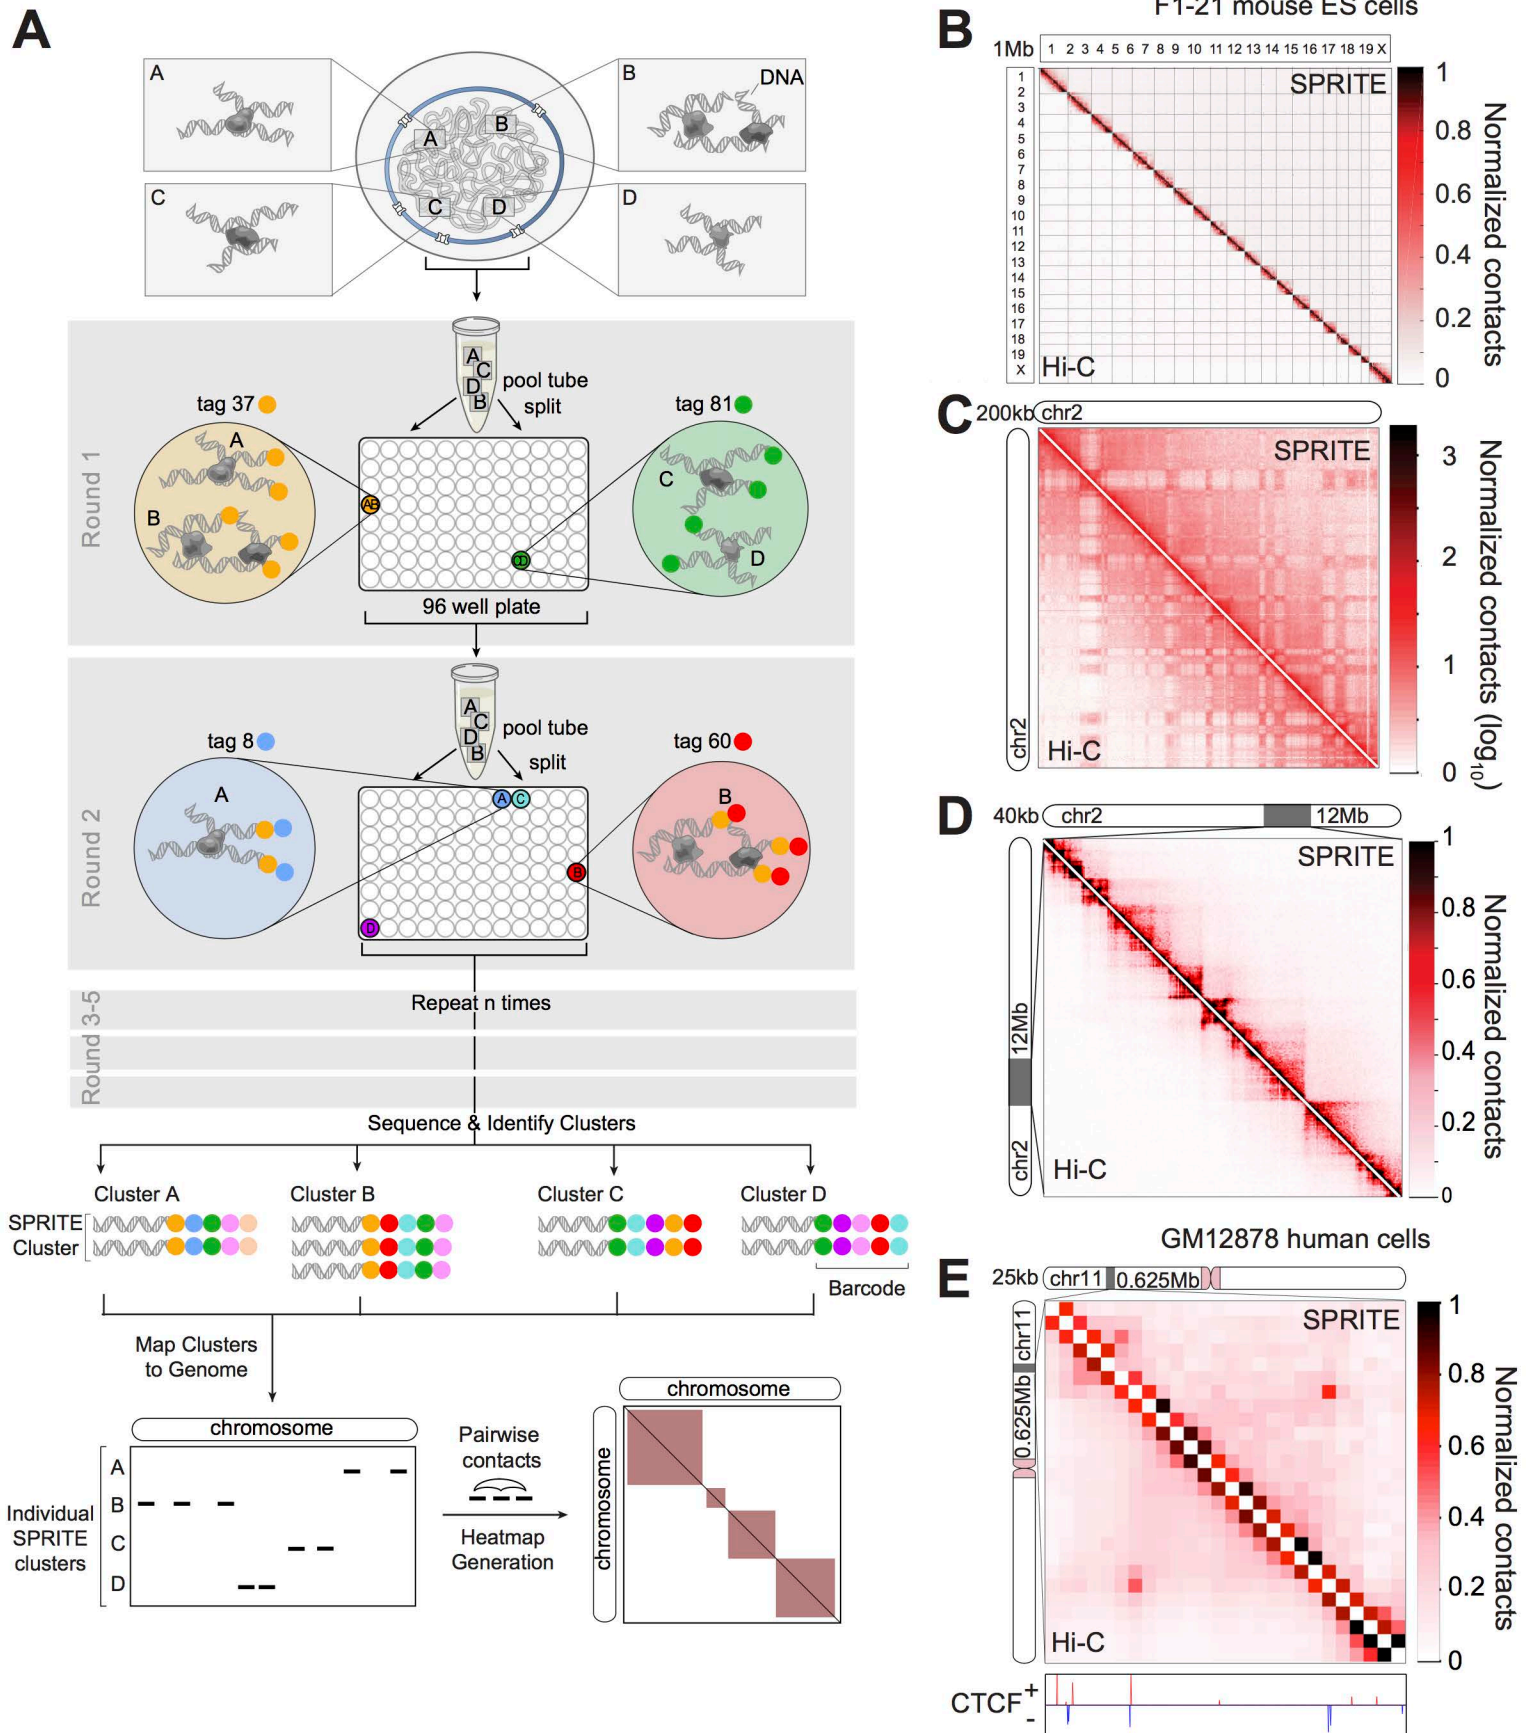 A
A
B
DNA
A
B
C
D
C
D
A
C
D
B
pool tube
split
Round 1
tag 37
A
B
AB
tag 81
C
D
96 well plate
A
C
D
B
pool tube
split
Round 2
tag 8
A
A
C
B
D
tag 60
B
Round 3-5
Repeat n times
Sequence & Identify Clusters
Cluster A
Cluster B
Cluster C
Cluster D
SPRITE
Cluster
Barcode
Map Clusters
to Genome
chromosome
Individual
SPRITE
clusters
A
B
C
D
Pairwise
contacts
Heatmap
Generation
chromosome
chromosome
B
F1-21 mouse ES cells
1Mb
1 2 3 4 5 6 7 8 9 10 11 12 13 14 15 16 17 18 19 X
1
2
3
4
5
6
7
8
9
10
11
12
13
14
15
16
17
18
19
X
SPRITE
Hi-C
1
0.8
0.6
0.4
0.2
0
Normalized contacts
C
200kb
chr2
chr2
SPRITE
Hi-C
3
2
1
0
Normalized contacts (log10)
D
40kb
chr2
12Mb
12Mb
chr2
SPRITE
Hi-C
1
0.8
0.6
0.4
0.2
0
Normalized contacts
GM12878 human cells
E
25kb
chr11
0.625Mb
chr11
0.625Mb
SPRITE
Hi-C
1
0.8
0.6
0.4
0.2
0
Normalized contacts
CTCF
+
-